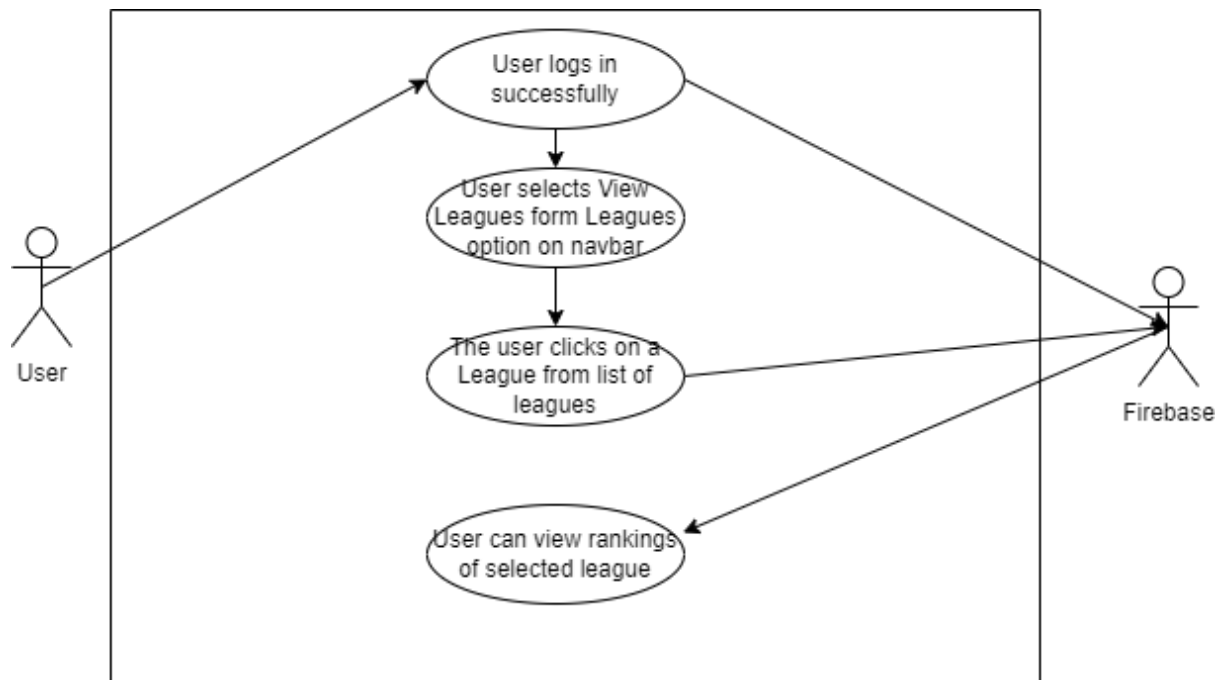 User logs in
successfully
User selects View
Leagues form Leagues
option on navbar
The user clicks on a
League from list of
leagues
User
Firebase
User can view rankings
of selected league